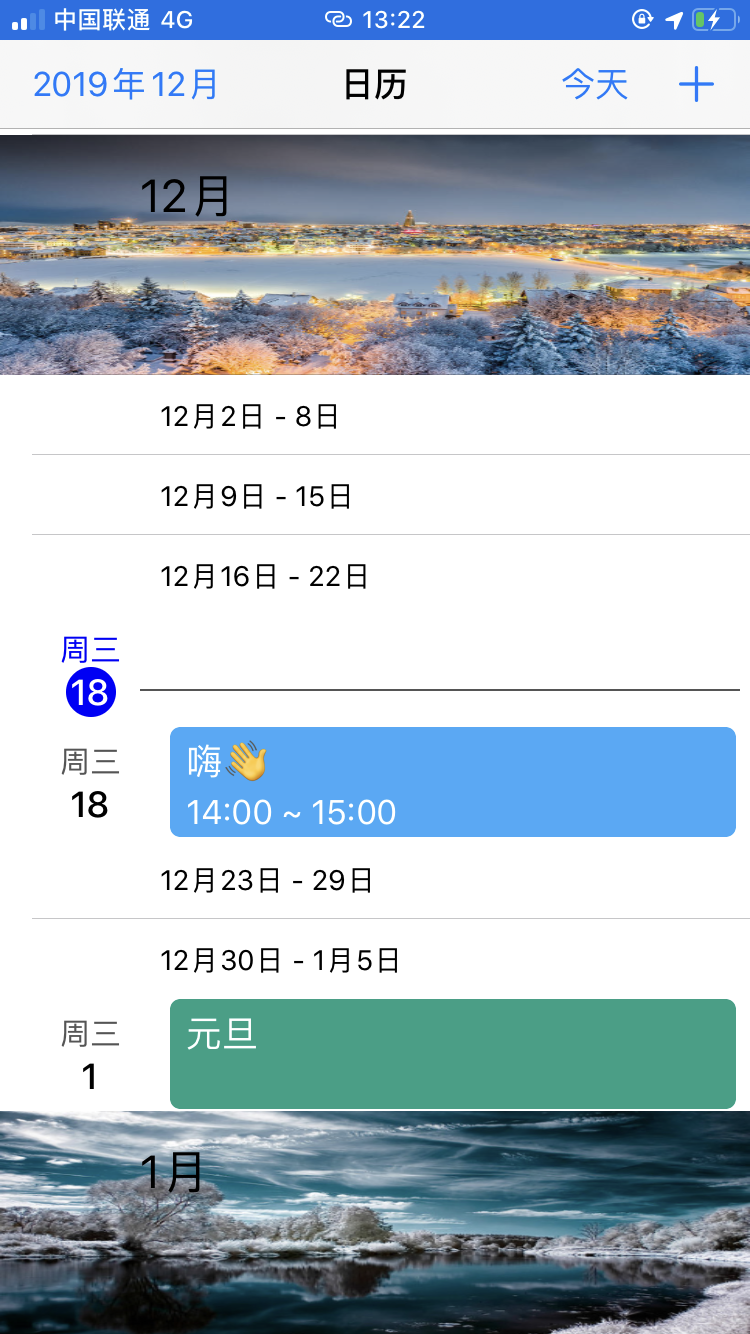 中国联通 4G 13:22
2019年12月 日历 今天
12月
12月2日 - 8日
12月9日 - 15日
12月16日 - 22日
周三
18
周三
18
嗨👋
14:00 ~ 15:00
12月23日 - 29日
12月30日 - 1月5日
周三
1
元旦
1月